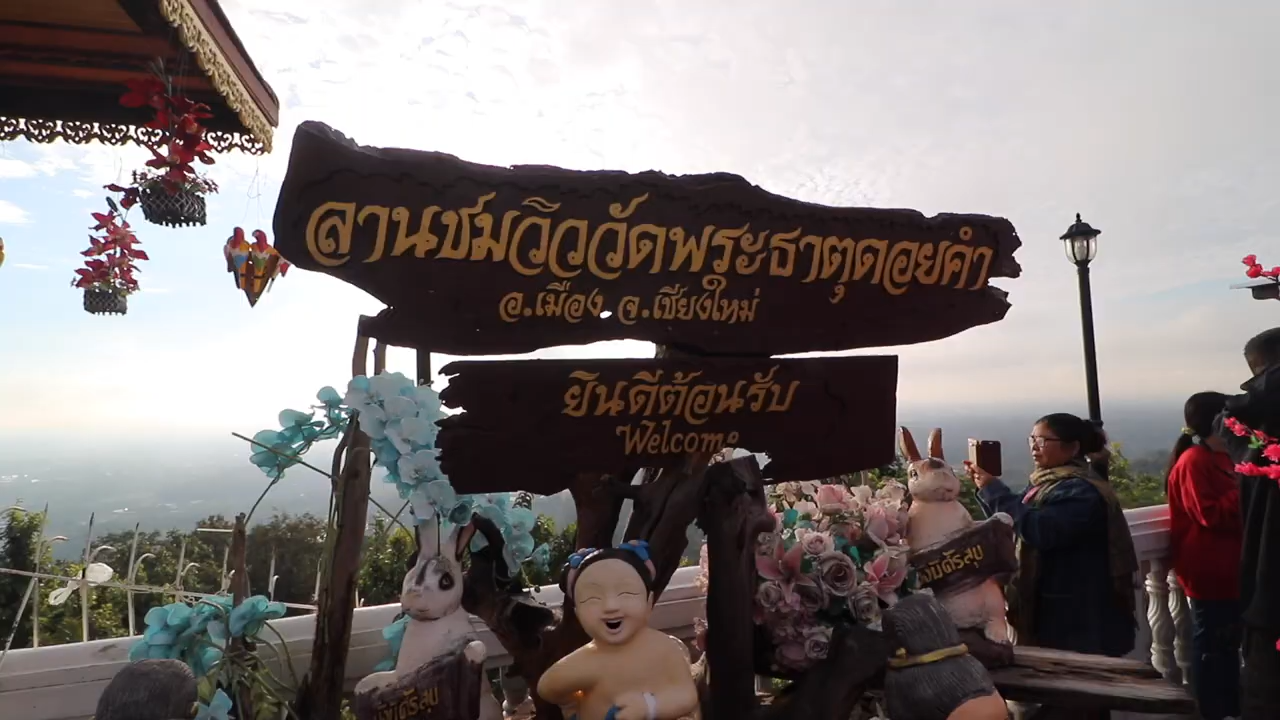 ลานชมวิววัดพระธาตุดอยคำ
อ.เมือง จ.เชียงใหม่
ยินดีต้อนรับ
Welcome